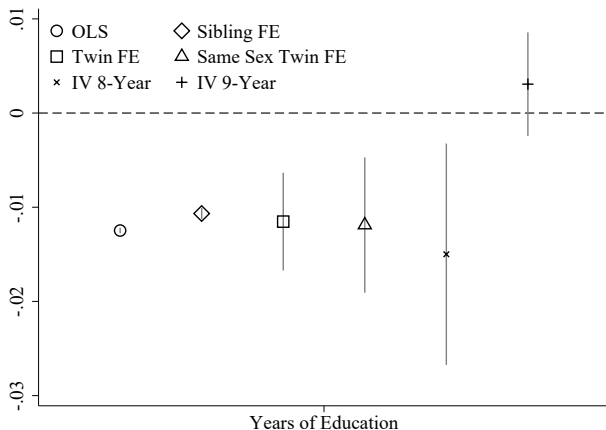 .01
OLS
Sibling FE
Twin FE
Same Sex Twin FE
IV 8-Year
IV 9-Year
0
-.01
-.02
-.03
Years of Education